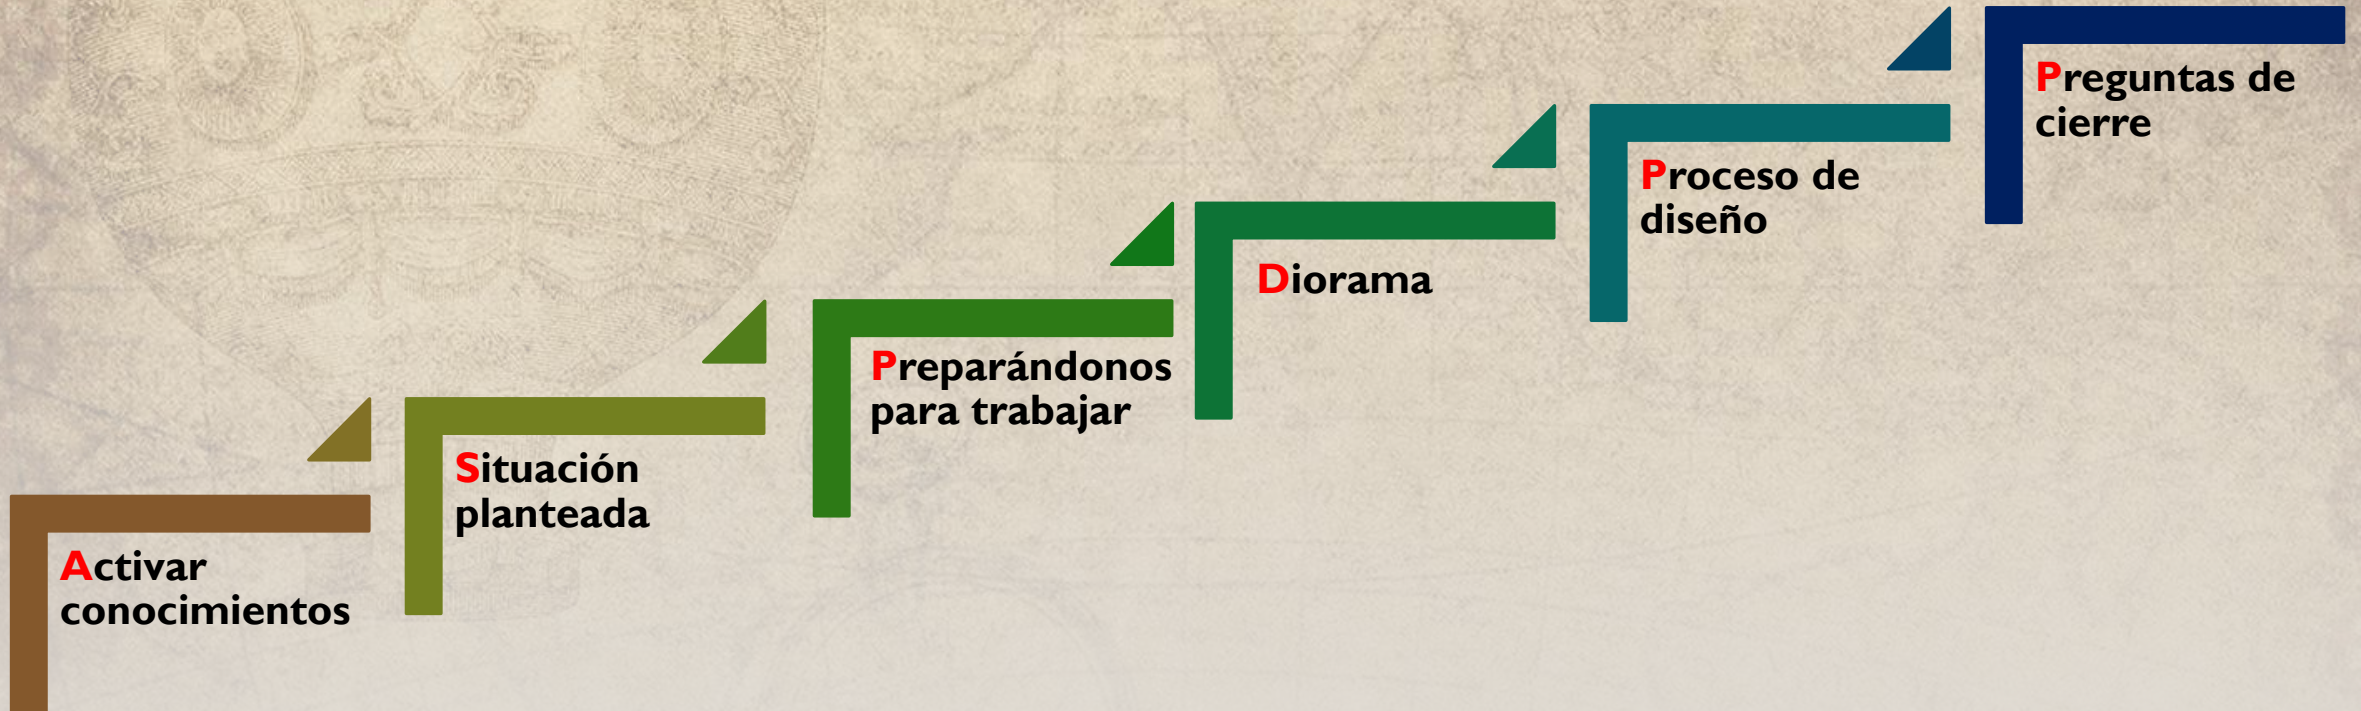 Activar
conocimientos
Situación
planteada
Preparándonos
para trabajar
Diorama
Proceso de
diseño
Preguntas de
cierre